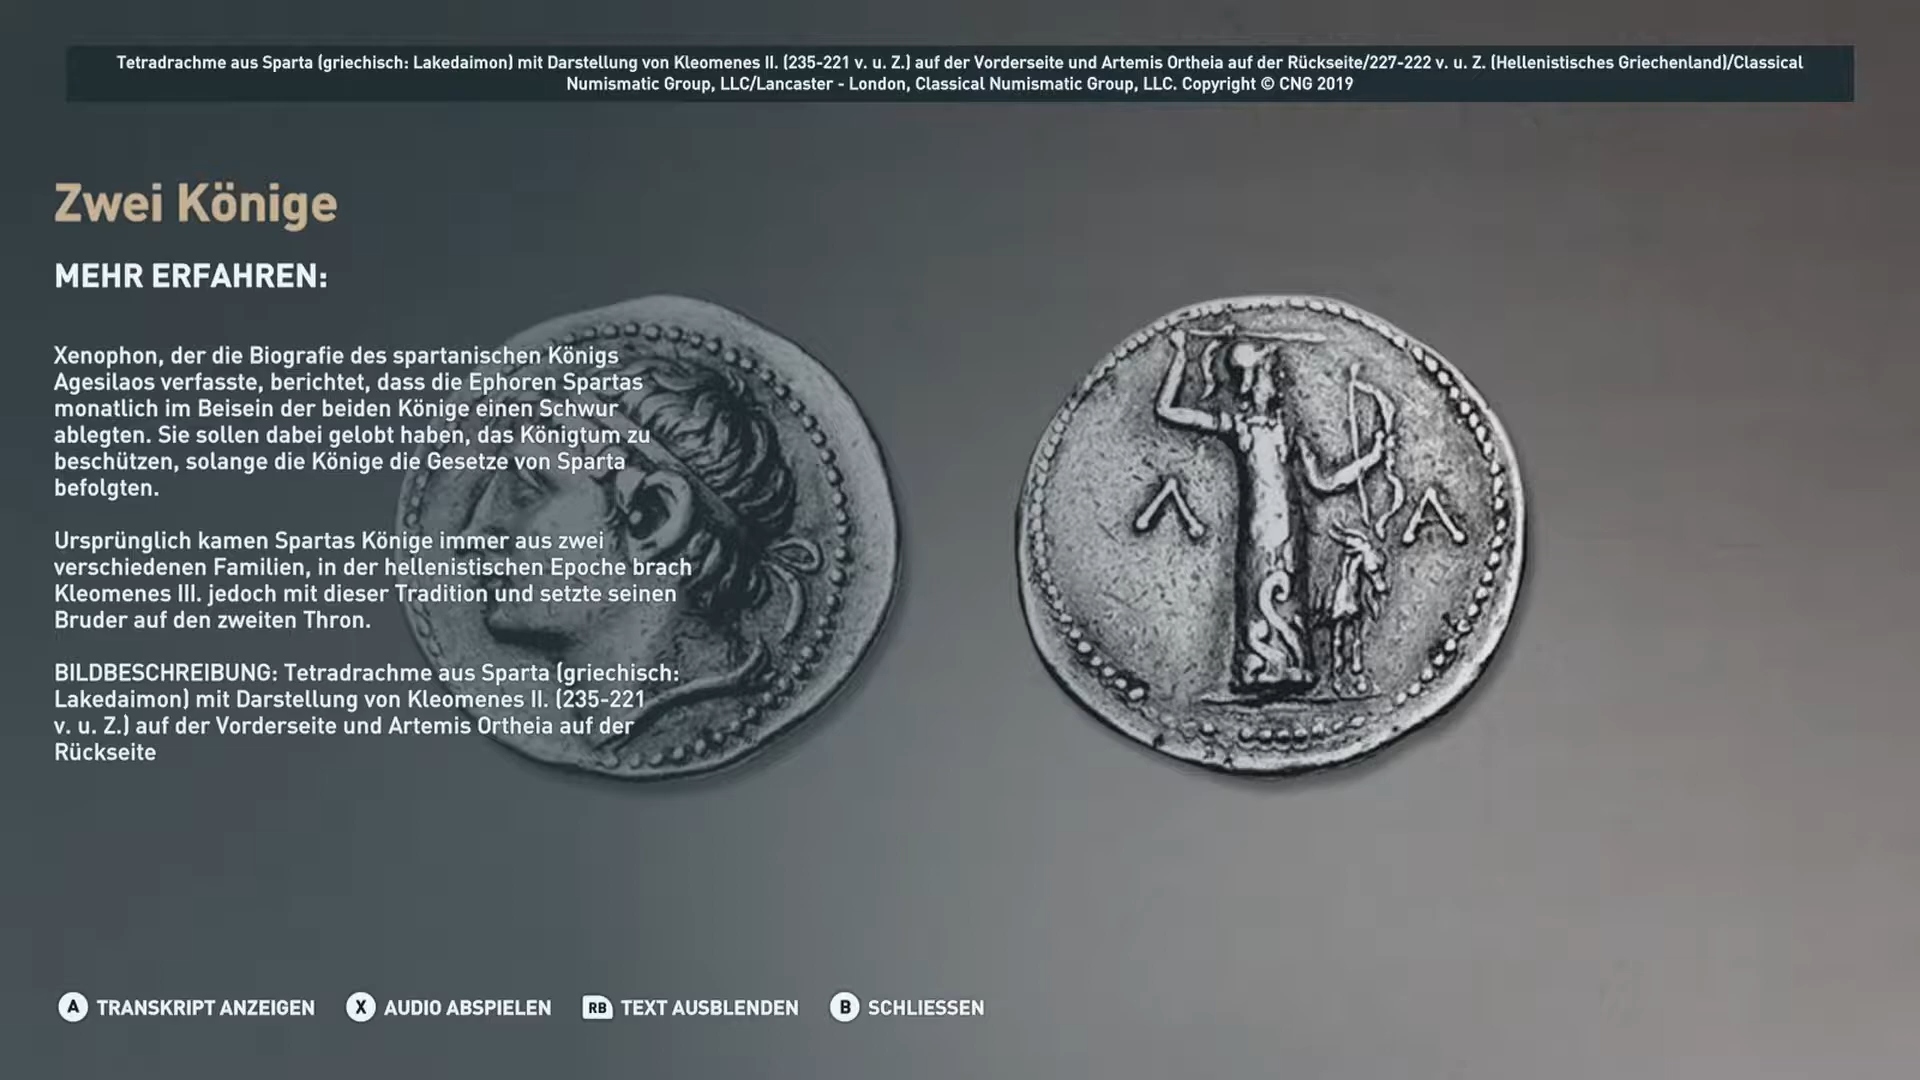 Tetradrachme aus Sparta (griechisch: Lakedaimon) mit Darstellung von Kleomenes II. (235-221 v. u. Z.) auf der Vorderseite und Artemis Ortheia auf der Rückseite/227-222 v. u. Z. (Hellenistisches Griechenland)/Classical
Numismatic Group, LLC/Lancaster - London, Classical Numismatic Group, LLC. Copyright © CNG 2019
Zwei Könige
MEHR ERFAHREN:
Xenophon, der die Biografie des spartanischen Königs
Agesilaos verfasste, berichtet, dass die Ephoren Spartas
monatlich im Beisein der beiden Könige einen Schwur
ablegten. Sie sollen dabei gelobt haben, das Königtum zu
beschützen, solange die Könige die Gesetze von Sparta
befolgten.
Ursprünglich kamen Spartas Könige immer aus zwei
verschiedenen Familien, in der hellenistischen Epoche brach
Kleomenes III. jedoch mit dieser Tradition und setzte seinen
Bruder auf den zweiten Thron.
BILDBESCHREIBUNG: Tetradrachme aus Sparta (griechisch:
Lakedaimon) mit Darstellung von Kleomenes II. (235-221
v. u. Z.) auf der Vorderseite und Artemis Ortheia auf der
Rückseite
Λ Α
A TRANSKRIPT ANZEIGEN X AUDIO ABSPIELEN RB TEXT AUSBLENDEN B SCHLIESSEN